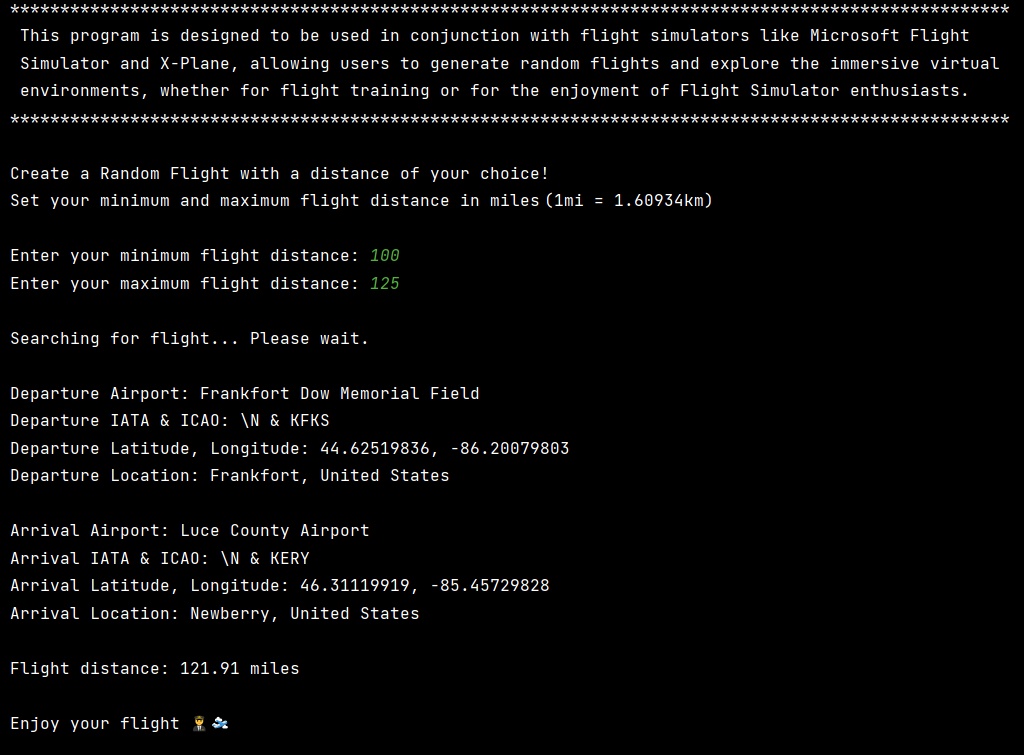 ****************************************************************************************************
This program is designed to be used in conjunction with flight simulators like Microsoft Flight
Simulator and X-Plane, allowing users to generate random flights and explore the immersive virtual
environments, whether for flight training or for the enjoyment of Flight Simulator enthusiasts.
****************************************************************************************************
Create a Random Flight with a distance of your choice!
Set your minimum and maximum flight distance in miles (1mi = 1.60934km)
Enter your minimum flight distance: 100
Enter your maximum flight distance: 125
Searching for flight... Please wait.
Departure Airport: Frankfort Dow Memorial Field
Departure IATA & ICAO: \N & KFKS
Departure Latitude, Longitude: 44.62519836, -86.20079803
Departure Location: Frankfort, United States
Arrival Airport: Luce County Airport
Arrival IATA & ICAO: \N & KERY
Arrival Latitude, Longitude: 46.31119919, -85.45729828
Arrival Location: Newberry, United States
Flight distance: 121.91 miles
Enjoy your flight